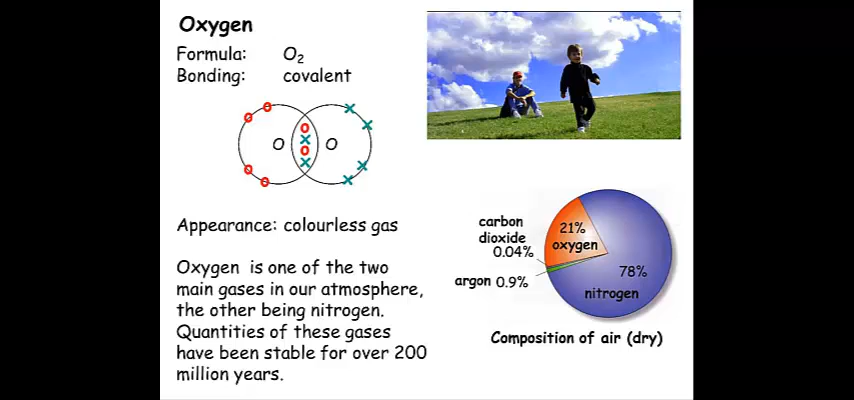 Oxygen
Formula: O₂
Bonding: covalent
O O
Appearance: colourless gas
Oxygen is one of the two
main gases in our atmosphere,
the other being nitrogen.
Quantities of these gases
have been stable for over 200
million years.
carbon
dioxide
0.04%
argon 0.9%
21%
oxygen
78%
nitrogen
Composition of air (dry)